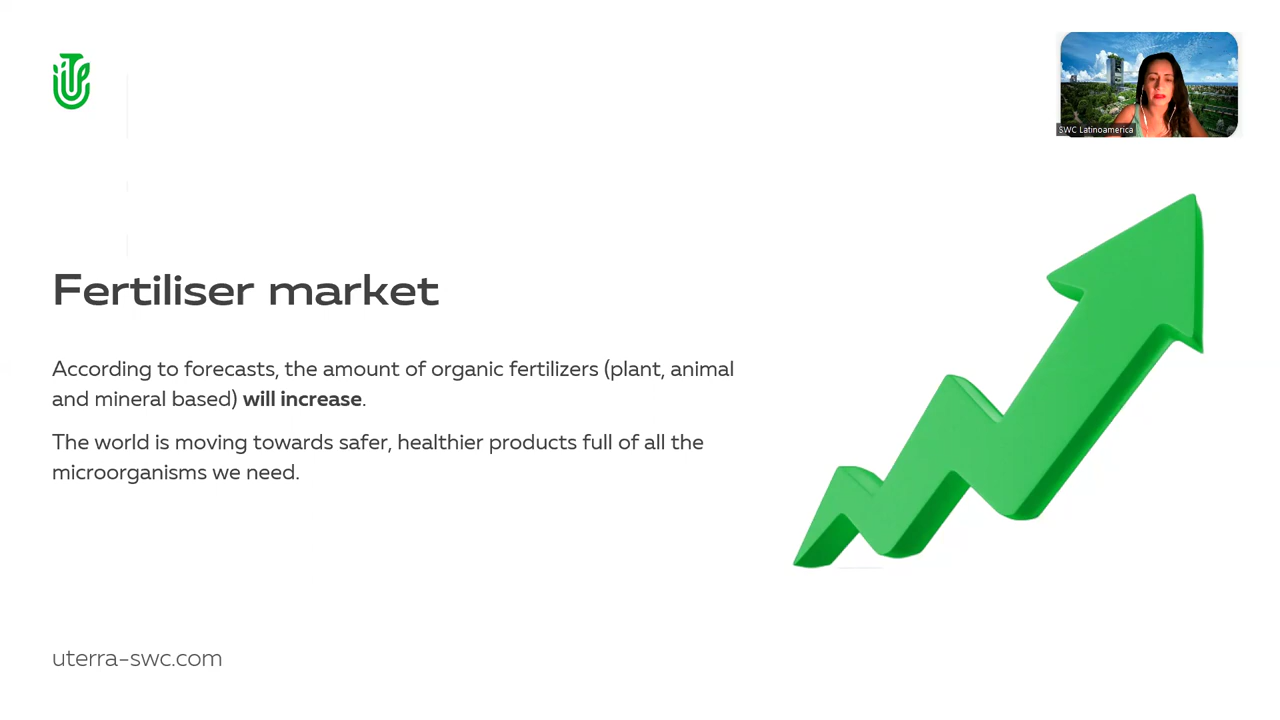 SWC Latinoamerica
Fertiliser market
According to forecasts, the amount of organic fertilizers (plant, animal
and mineral based) will increase.
The world is moving towards safer, healthier products full of all the
microorganisms we need.
uterra-swc.com